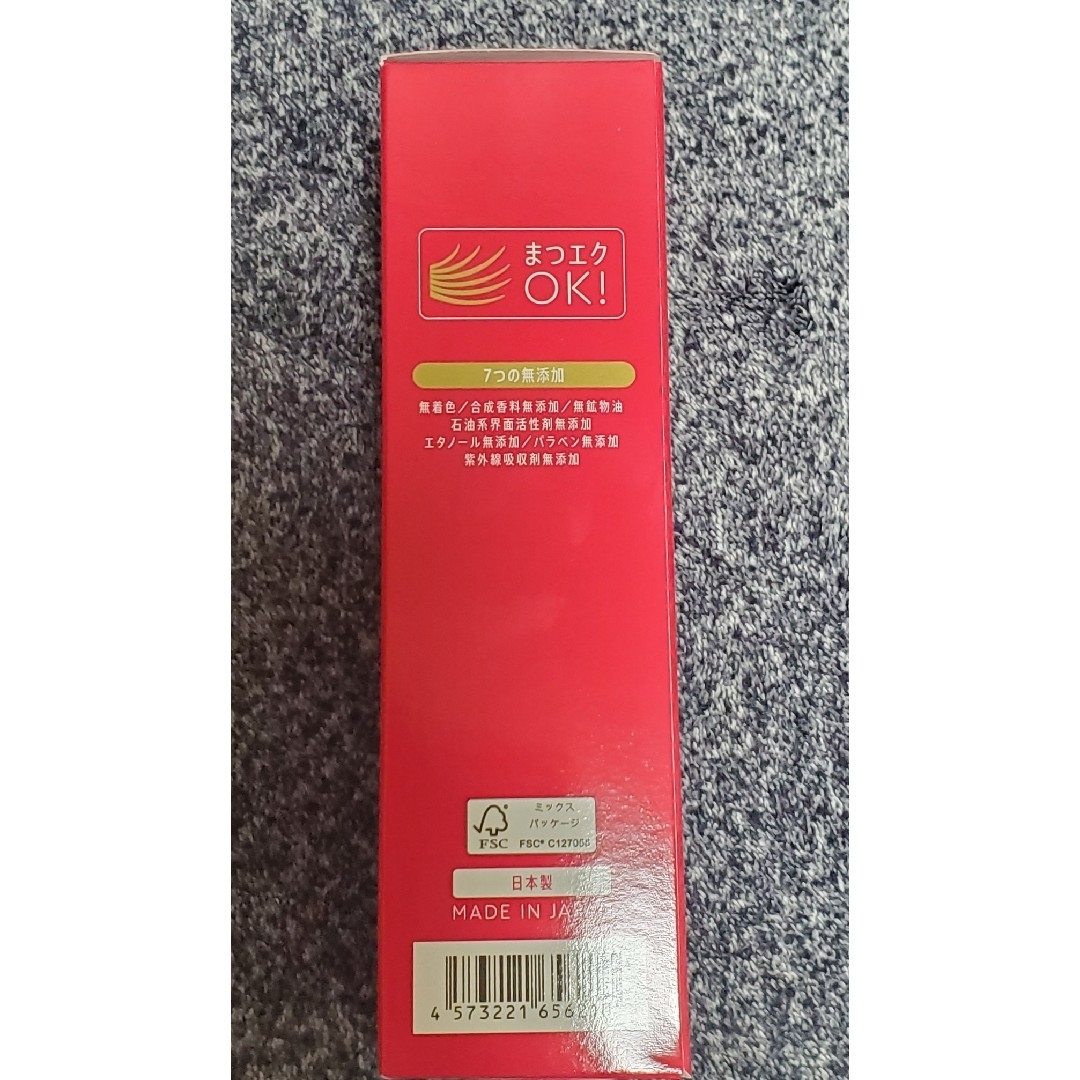 まつエク
OK!
7つの無添加
無着色/合成香料無添加/無鉱物油
石油系界面活性剤無添加
エタノール無添加/パラベン無添加
紫外線吸収剤無添加
ミックス
パッケージ
FSC
日本製
MADE IN
4 573221